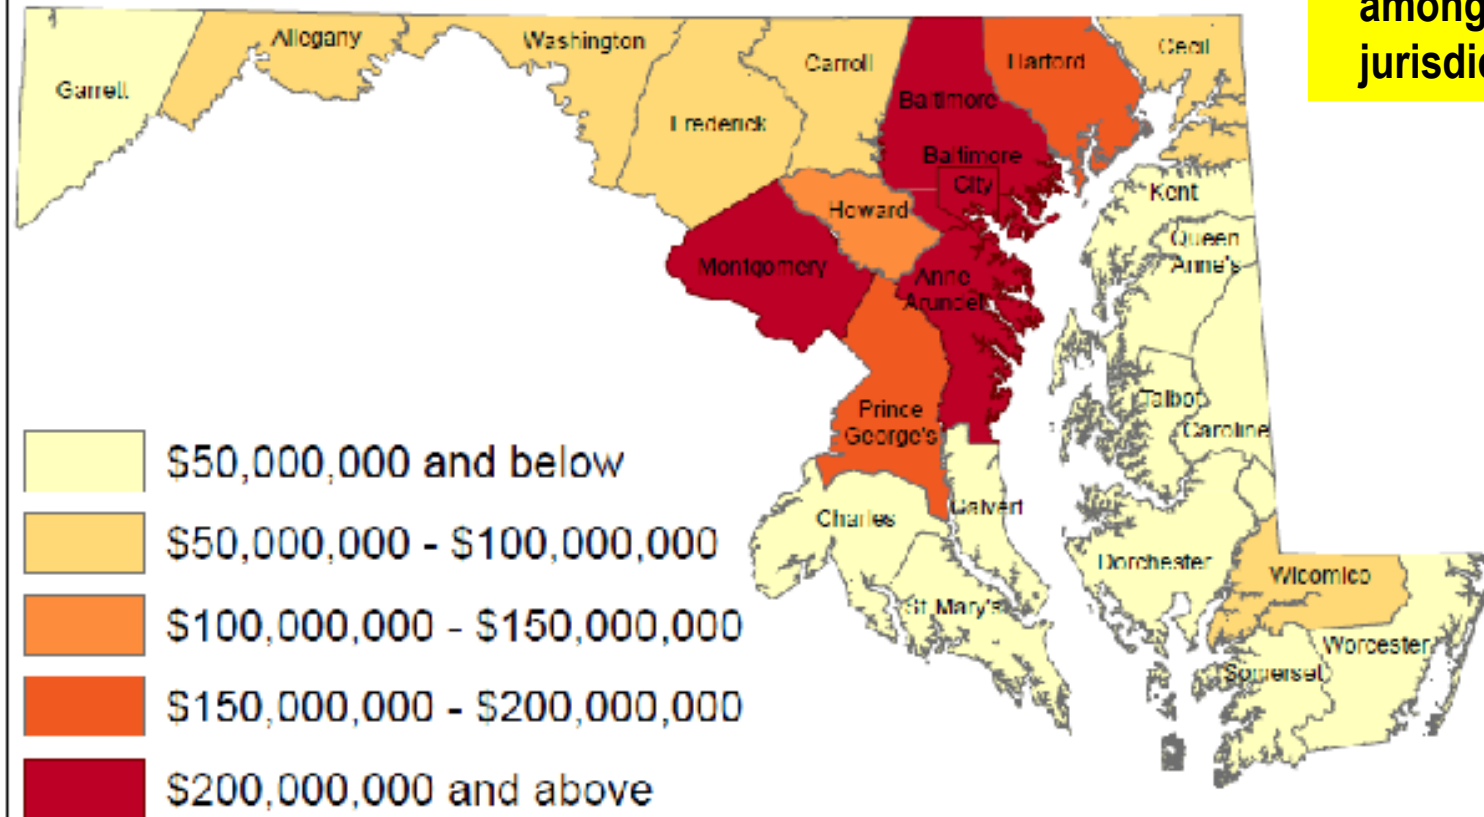 among
jurisdic
Garrett
Allegany
Washington
Frederick
Carroll
Baltimore
Harford
Cecil
Baltimore
City
Howard
Montgomery
Anne
Arundel
Kent
Queen
Anne's
Prince
George's
Talbot
Caroline
Charles
Calvert
St Mary's
Dorchester
Wicomico
Worcester
Somerset
$50,000,000 and below
$50,000,000 - $100,000,000
$100,000,000 - $150,000,000
$150,000,000 - $200,000,000
$200,000,000 and above